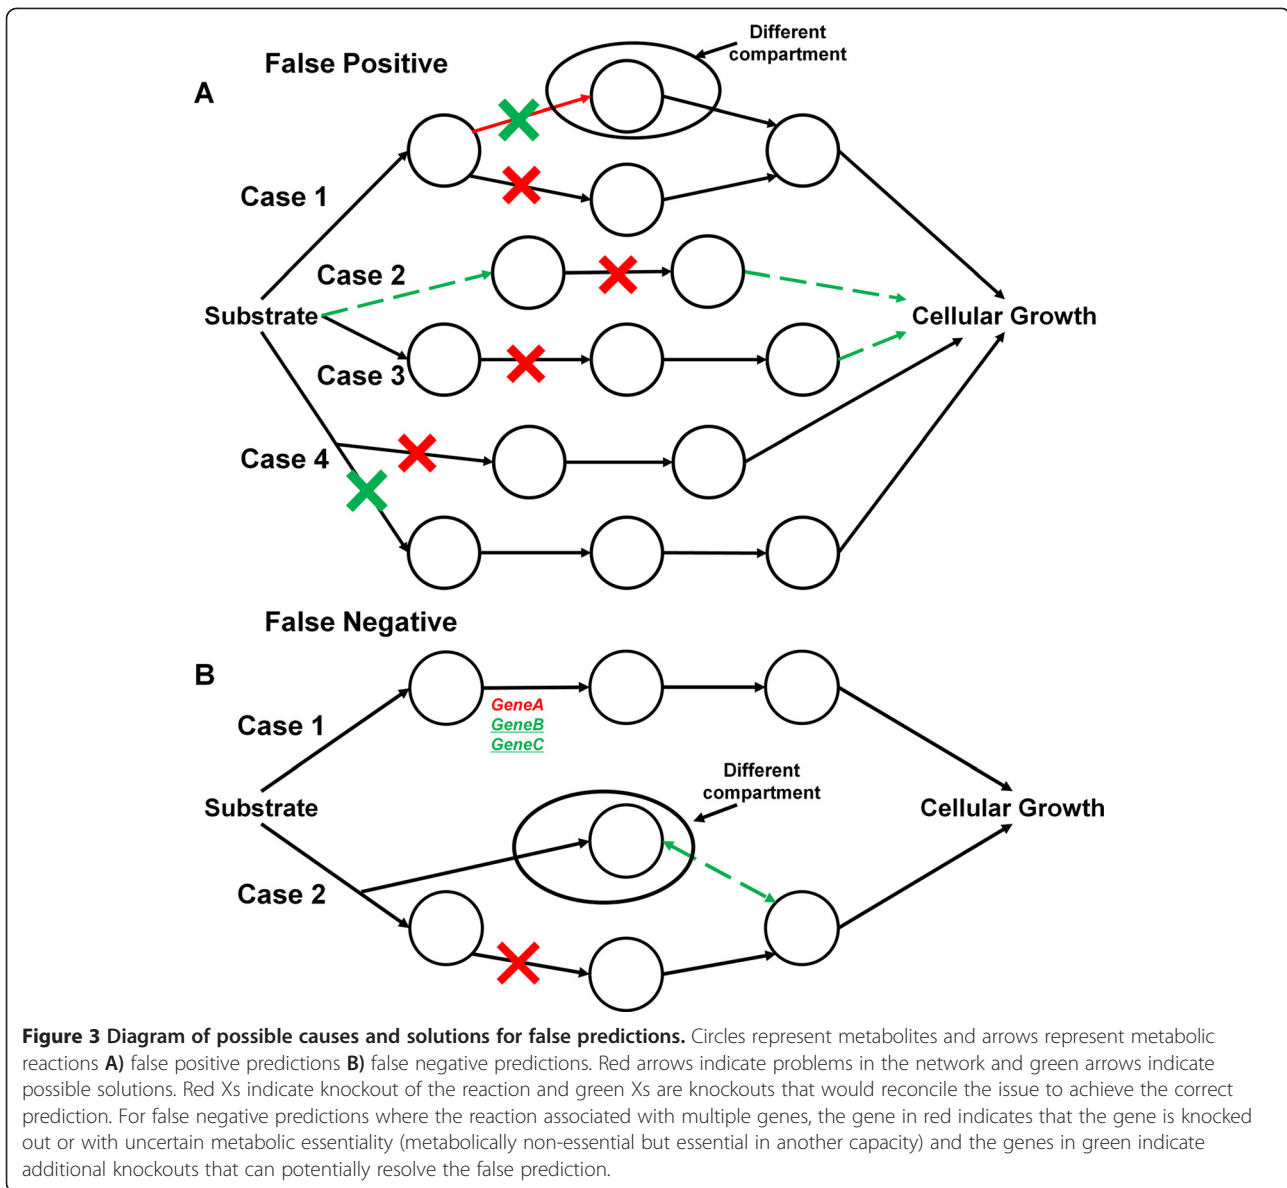 False Positive
Different
compartment
A
Case 1
Case 2
Substrate
Cellular Growth
Case 3
Case 4
False Negative
B
GeneA
GeneB
GeneC
Case 1
Different
compartment
Substrate
Cellular Growth
Case 2
Figure 3 Diagram of possible causes and solutions for false predictions. Circles represent metabolites and arrows represent metabolic
reactions A) false positive predictions B) false negative predictions. Red arrows indicate problems in the network and green arrows indicate
possible solutions. Red Xs indicate knockout of the reaction and green Xs are knockouts that would reconcile the issue to achieve the correct
prediction. For false negative predictions where the reaction associated with multiple genes, the gene in red indicates that the gene is knocked
out or with uncertain metabolic essentiality (metabolically non-essential but essential in another capacity) and the genes in green indicate
additional knockouts that can potentially resolve the false prediction.